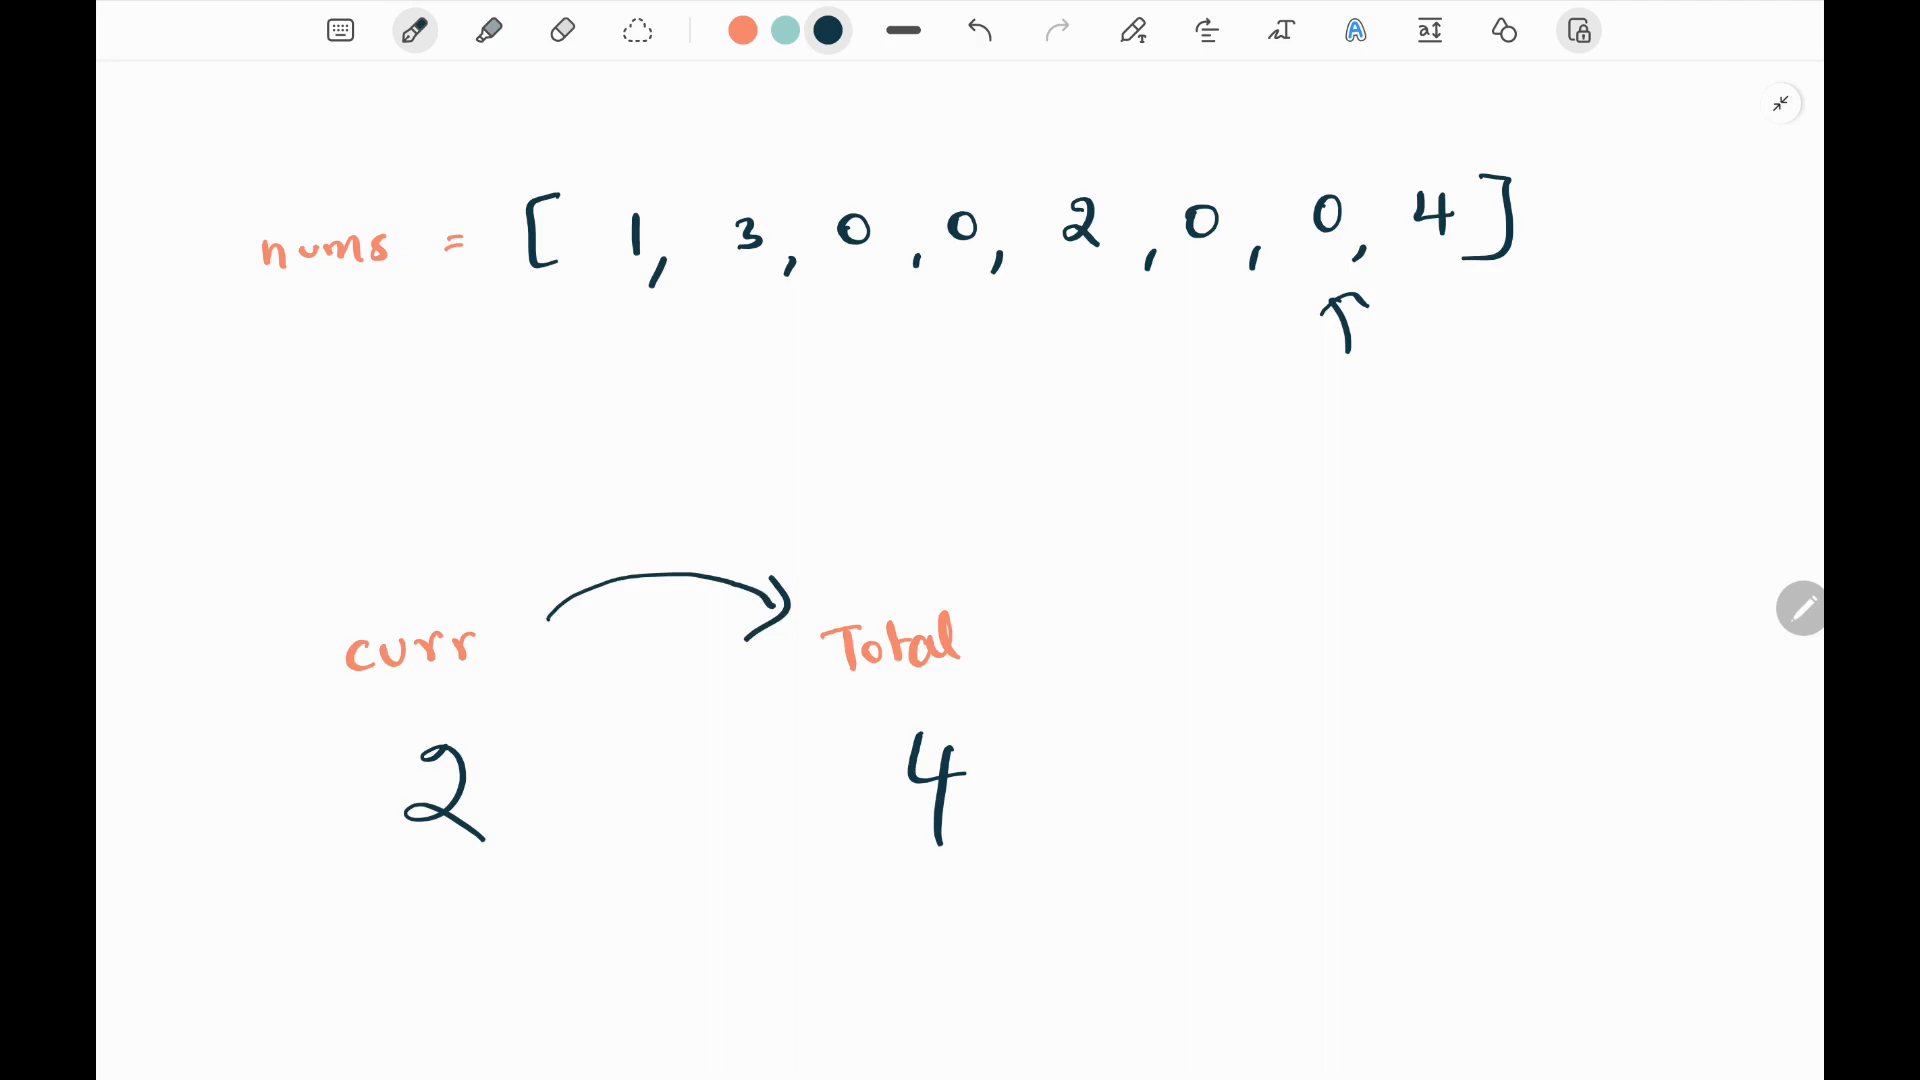 nums = [ 1, 3, 0, 0, 2, 0, 0, 4 ]
curr Total
2 4